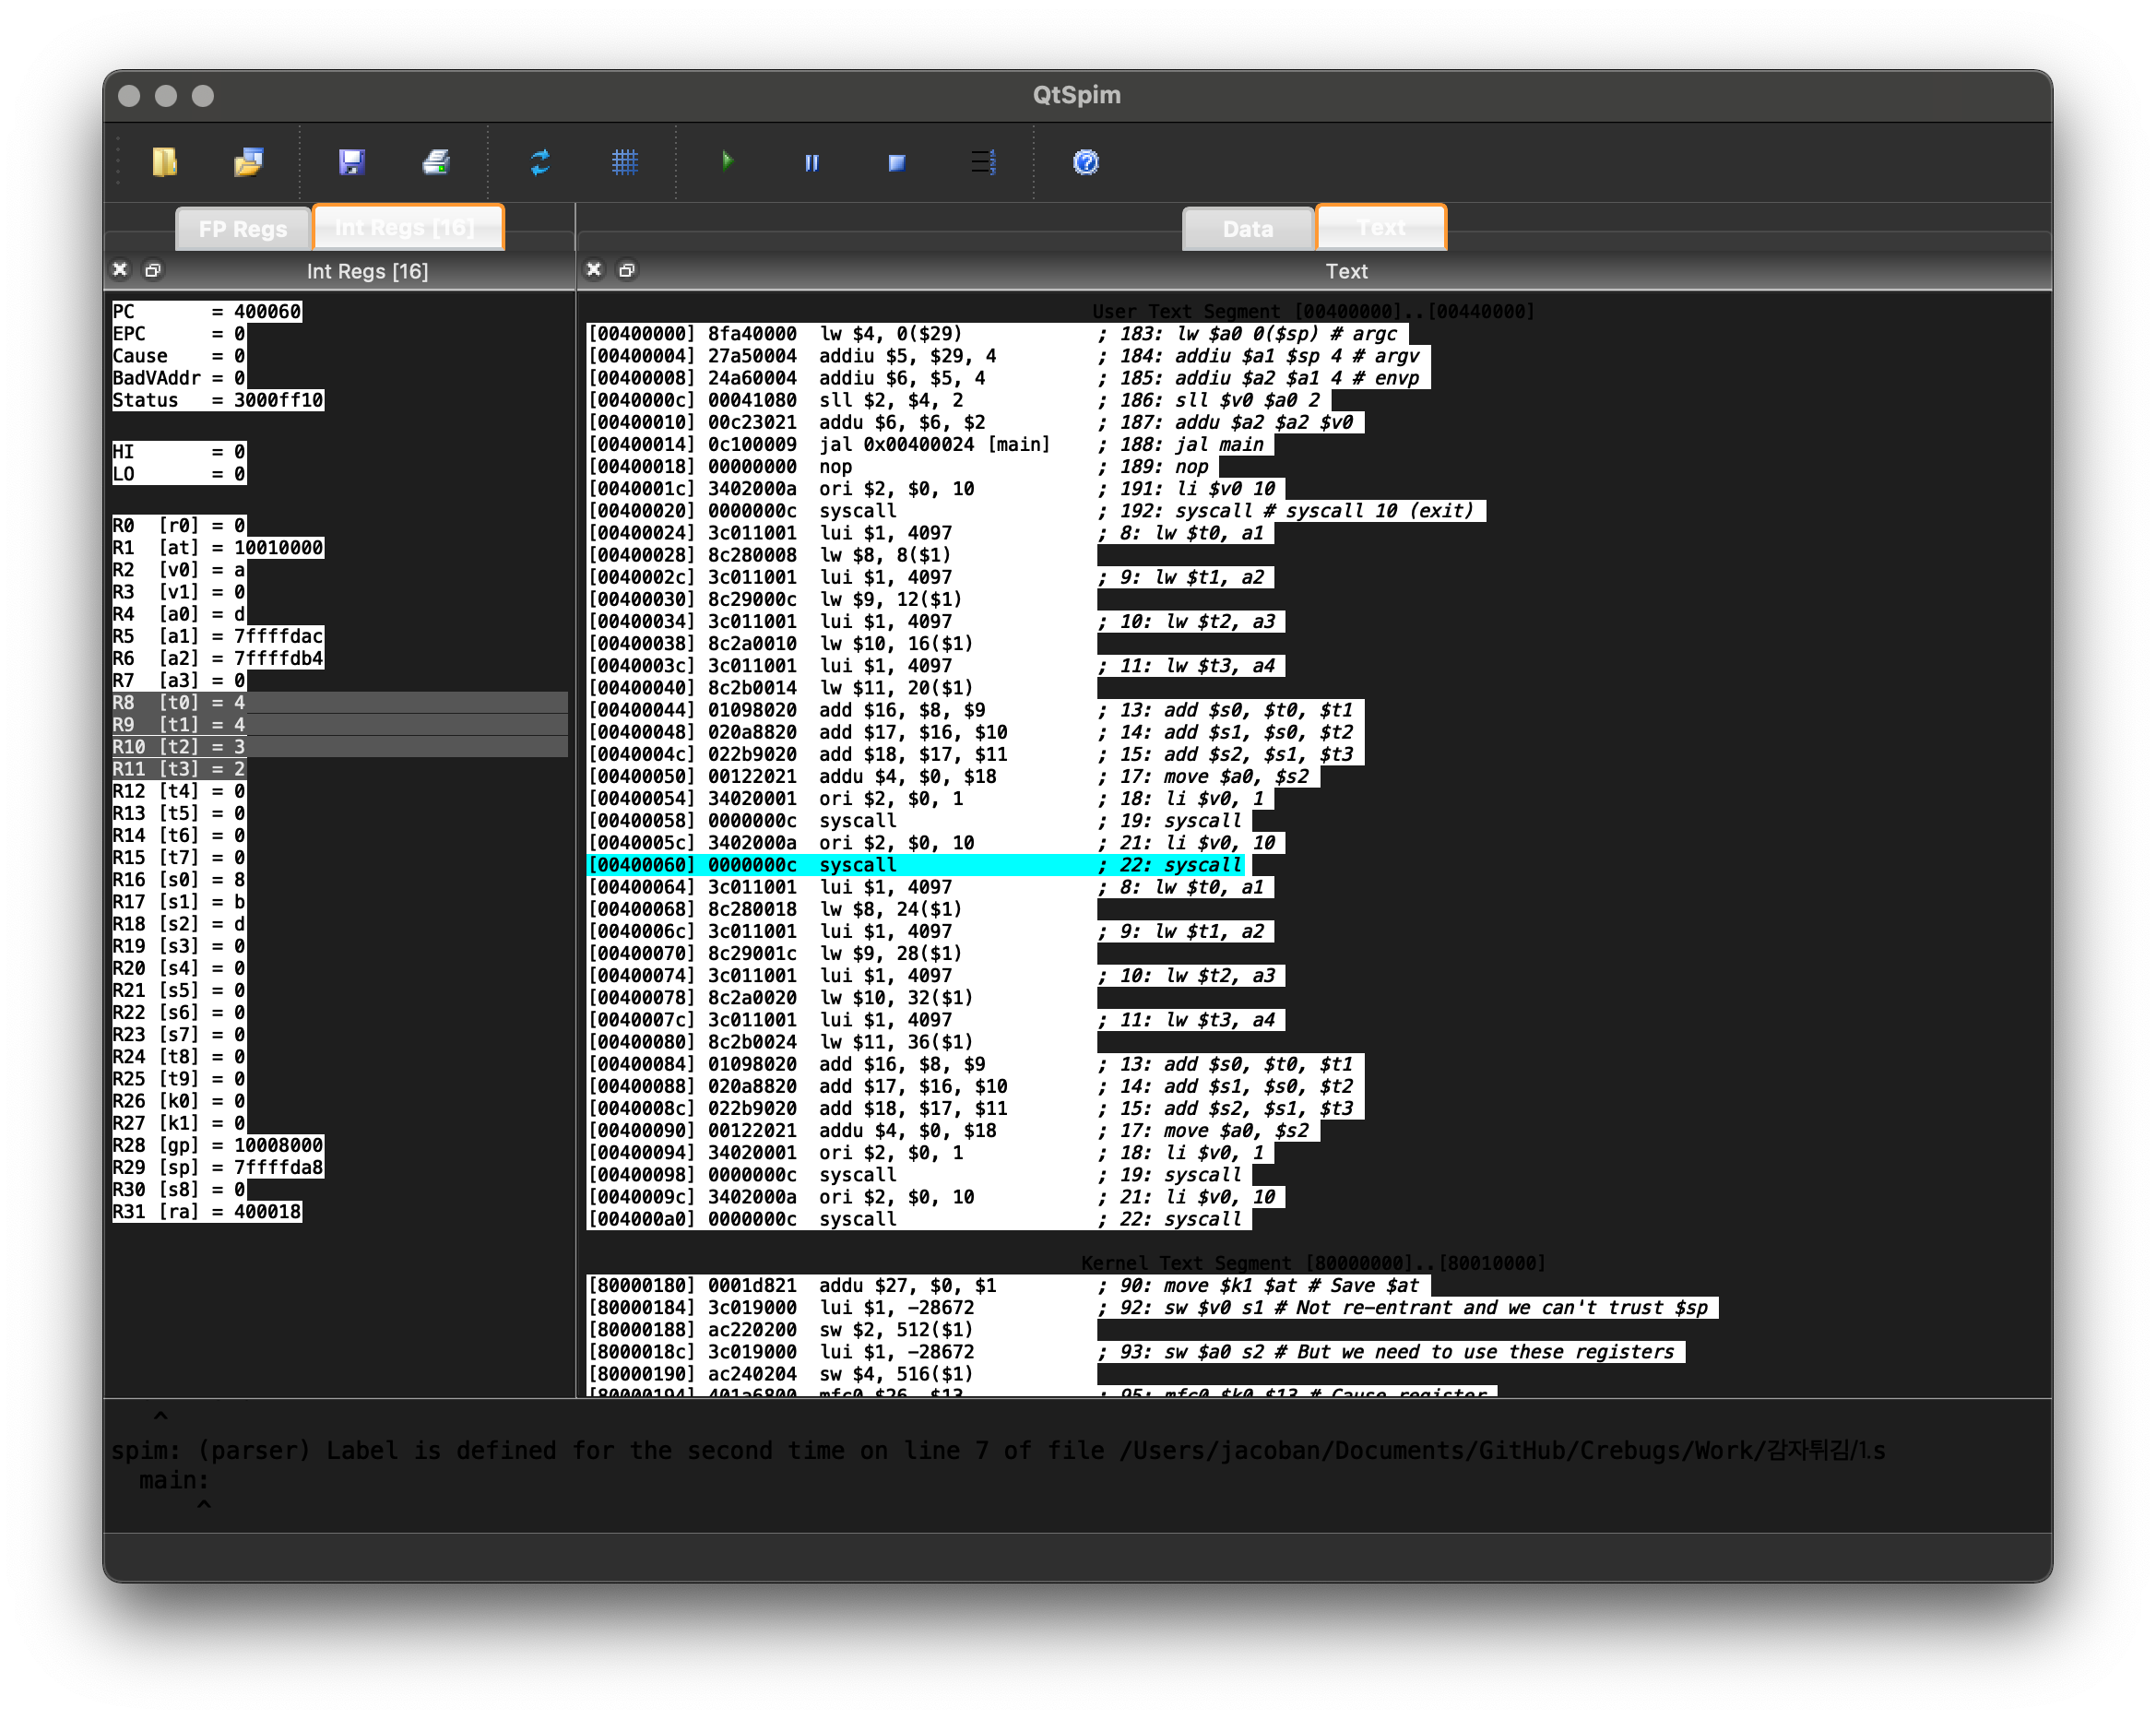 QtSpim
FP Regs
Int Regs [16]
Data
Text
Int Regs [16]
Text
PC       = 400060
EPC      = 0
Cause    = 0
BadVAddr = 0
Status   = 3000ff10
HI       = 0
LO       = 0
R0  [r0] = 0
R1  [at] = 10010000
R2  [v0] = a
R3  [v1] = 0
R4  [a0] = d
R5  [a1] = 7ffffdac
R6  [a2] = 7ffffdb4
R7  [a3] = 0
R8  [t0] = 4
R9  [t1] = 4
R10 [t2] = 3
R11 [t3] = 2
R12 [t4] = 0
R13 [t5] = 0
R14 [t6] = 0
R15 [t7] = 0
R16 [s0] = 8
R17 [s1] = b
R18 [s2] = d
R19 [s3] = 0
R20 [s4] = 0
R21 [s5] = 0
R22 [s6] = 0
R23 [s7] = 0
R24 [t8] = 0
R25 [t9] = 0
R26 [k0] = 0
R27 [k1] = 0
R28 [gp] = 10008000
R29 [sp] = 7ffffda8
R30 [s8] = 0
R31 [ra] = 400018
User Text Segment [00400000]..[00440000]
[00400000] 8fa40000  lw $4, 0($29)            ; 183: lw $a0 0($sp) # argc
[00400004] 27a50004  addiu $5, $29, 4         ; 184: addiu $a1 $sp 4 # argv
[00400008] 24a60004  addiu $6, $5, 4          ; 185: addiu $a2 $a1 4 # envp
[0040000c] 00041080  sll $2, $4, 2            ; 186: sll $v0 $a0 2
[00400010] 00c23021  addu $6, $6, $2          ; 187: addu $a2 $a2 $v0
[00400014] 0c100009  jal 0x00400024 [main]    ; 188: jal main
[00400018] 00000000  nop                      ; 189: nop
[0040001c] 3402000a  ori $2, $0, 10           ; 191: li $v0 10
[00400020] 0000000c  syscall                  ; 192: syscall # syscall 10 (exit)
[00400024] 3c011001  lui $1, 4097             ; 8: lw $t0, a1
[00400028] 8c280008  lw $8, 8($1)
[0040002c] 3c011001  lui $1, 4097             ; 9: lw $t1, a2
[00400030] 8c29000c  lw $9, 12($1)
[00400034] 3c011001  lui $1, 4097             ; 10: lw $t2, a3
[00400038] 8c2a0010  lw $10, 16($1)
[0040003c] 3c011001  lui $1, 4097             ; 11: lw $t3, a4
[00400040] 8c2b0014  lw $11, 20($1)
[00400044] 01098020  add $16, $8, $9          ; 13: add $s0, $t0, $t1
[00400048] 020a8820  add $17, $16, $10        ; 14: add $s1, $s0, $t2
[0040004c] 022b9020  add $18, $17, $11        ; 15: add $s2, $s1, $t3
[00400050] 00122021  addu $4, $0, $18         ; 17: move $a0, $s2
[00400054] 34020001  ori $2, $0, 1            ; 18: li $v0, 1
[00400058] 0000000c  syscall                  ; 19: syscall
[0040005c] 3402000a  ori $2, $0, 10           ; 21: li $v0, 10
[00400060] 0000000c  syscall                  ; 22: syscall
[00400064] 3c011001  lui $1, 4097             ; 8: lw $t0, a1
[00400068] 8c280018  lw $8, 24($1)
[0040006c] 3c011001  lui $1, 4097             ; 9: lw $t1, a2
[00400070] 8c29001c  lw $9, 28($1)
[00400074] 3c011001  lui $1, 4097             ; 10: lw $t2, a3
[00400078] 8c2a0020  lw $10, 32($1)
[0040007c] 3c011001  lui $1, 4097             ; 11: lw $t3, a4
[00400080] 8c2b0024  lw $11, 36($1)
[00400084] 01098020  add $16, $8, $9          ; 13: add $s0, $t0, $t1
[00400088] 020a8820  add $17, $16, $10        ; 14: add $s1, $s0, $t2
[0040008c] 022b9020  add $18, $17, $11        ; 15: add $s2, $s1, $t3
[00400090] 00122021  addu $4, $0, $18         ; 17: move $a0, $s2
[00400094] 34020001  ori $2, $0, 1            ; 18: li $v0, 1
[00400098] 0000000c  syscall                  ; 19: syscall
[0040009c] 3402000a  ori $2, $0, 10           ; 21: li $v0, 10
[004000a0] 0000000c  syscall                  ; 22: syscall
Kernel Text Segment [80000000]..[80010000]
[80000180] 0001d821  addu $27, $0, $1         ; 90: move $k1 $at # Save $at
[80000184] 3c019000  lui $1, -28672           ; 92: sw $v0 s1 # Not re-entrant and we can't trust $sp
[80000188] ac220200  sw $2, 512($1)
[8000018c] 3c019000  lui $1, -28672           ; 93: sw $a0 s2 # But we need to use these registers
[80000190] ac240204  sw $4, 516($1)
[80000194] 401a6800  mfc0 $26, $13            ; 95: mfc0 $k0 $13 # Cause register
^
spim: (parser) Label is defined for the second time on line 7 of file /Users/jacoban/Documents/GitHub/Crebugs/Work/감자튀김/1.s
main:
^